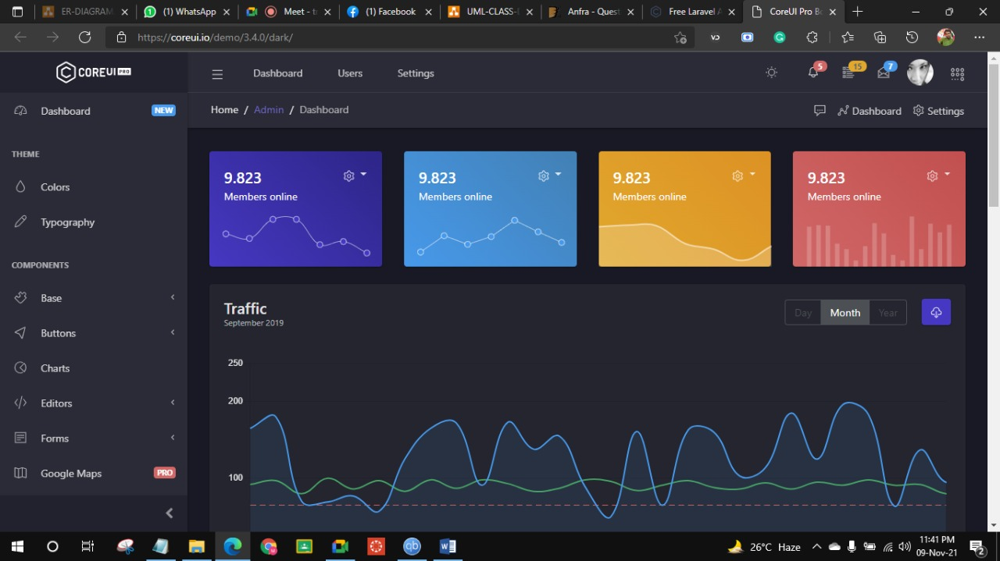 ER-DIAGRAM
(1) WhatsApp
Meet - t
(1) Facebook
UML-CLASS-
Anfra - Quest
Free Laravel A
CoreUI Pro Bo
https://coreui.io/demo/3.4.0/dark/
COREUI PRO
Dashboard
Users
Settings
5
15
7
Dashboard
NEW
Home / Admin / Dashboard
Dashboard
Settings
THEME
Colors
Typography
COMPONENTS
Base
Buttons
Charts
Editors
Forms
Google Maps
PRO
9.823
Members online
9.823
Members online
9.823
Members online
9.823
Members online
Traffic
September 2019
Day
Month
Year
250
200
100
26°C Haze
11:41 PM
09-Nov-21
2